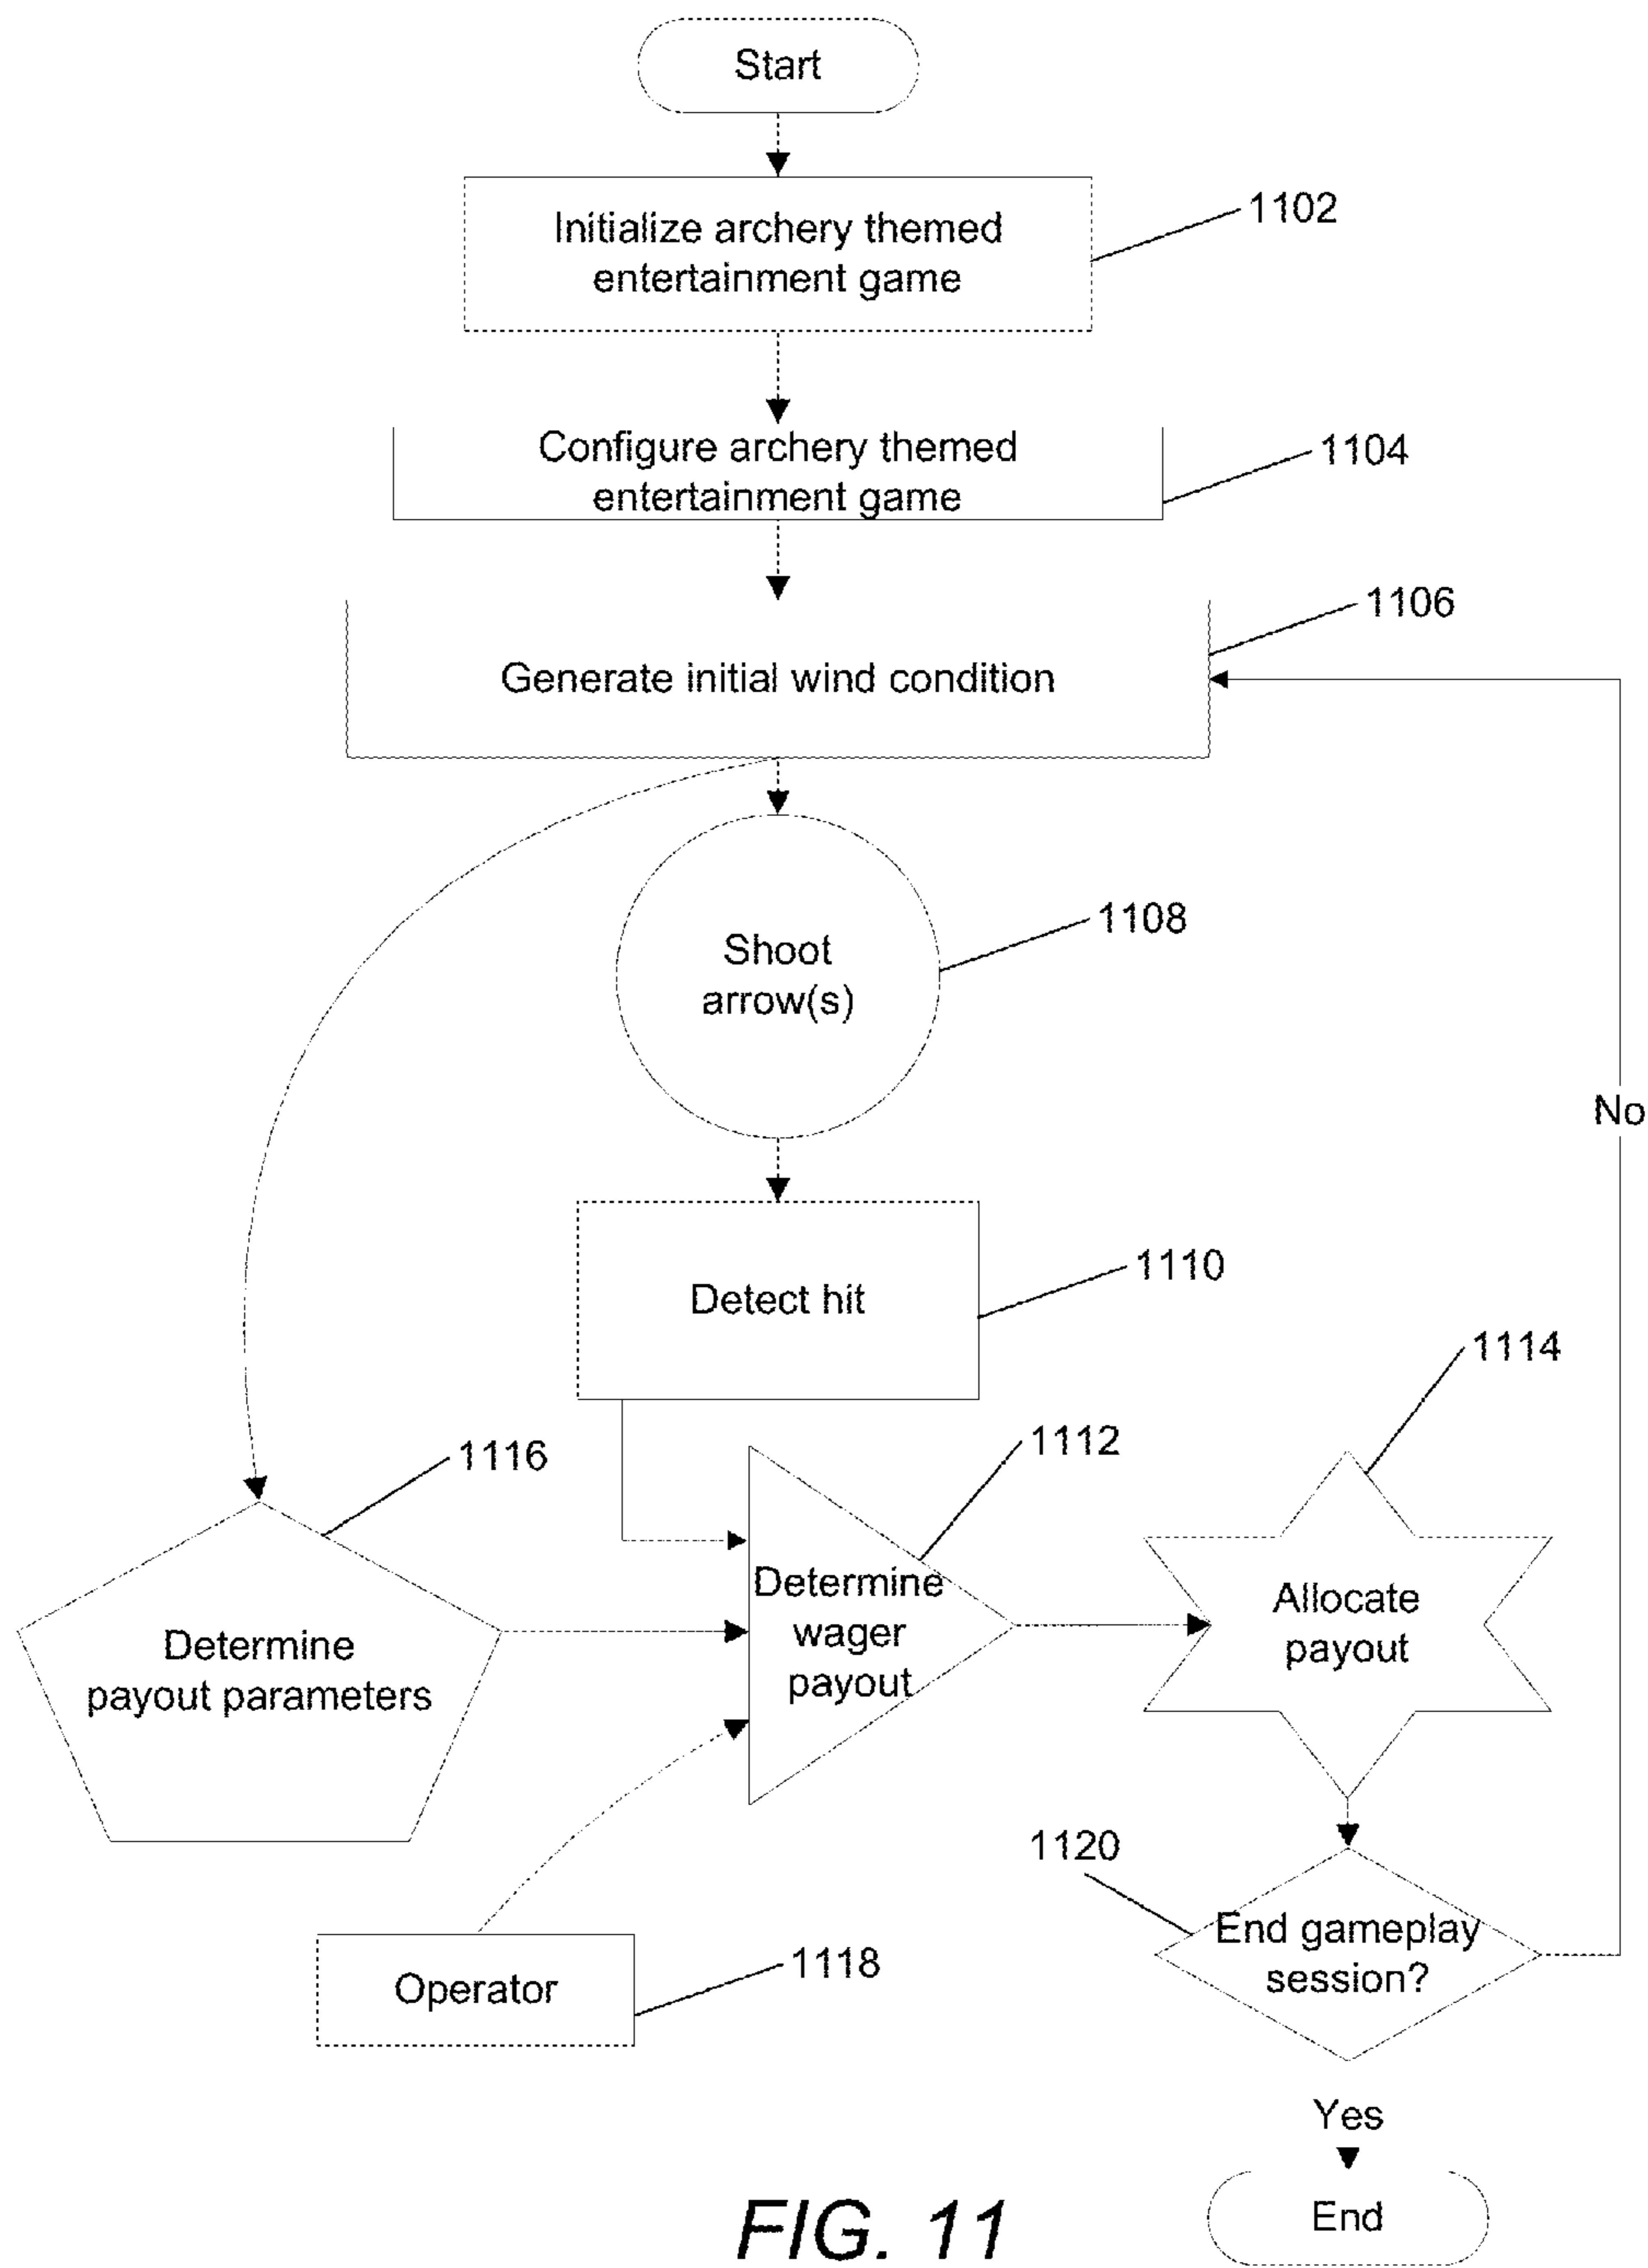 Start
Initialize archery themed
entertainment game
1102
Configure archery themed
entertainment game
1104
1106
Generate initial wind condition
1108
Shoot
arrow(s)
No
1110
Detect hit
1114
1112
1116
Determine
wager
payout
Allocate
payout
Determine
payout parameters
1120
End gameplay
session?
1118
Operator
Yes
End
FIG. 11